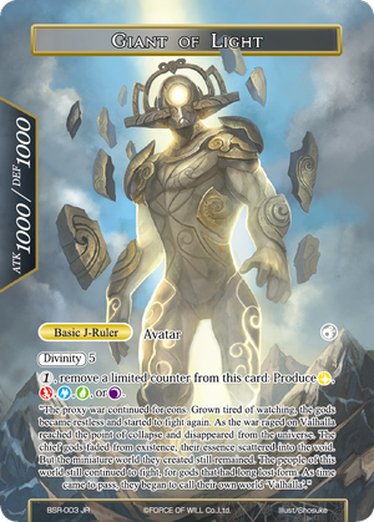 GIANT OF LIGHT
ATK 1000 / DEF 1000
Basic J-Ruler Avatar
Divinity 5
1, remove a limited counter from this card: Produce
, , , , or .
"The proxy war continued for eons. Grown tired of watching, the gods
became restless and started to fight again. As the war raged on Valhalla
reached the point of collapse and disappeared from the universe. The
chief gods faded from existence, their essence scattered into the void.
But the miniature world they created still remained. The people of this
world still continued to fight, for gods that had long lost form. As time
came to pass, they began to call their own world 'Valhalla'."
BSR-003 JR ©FORCE OF WILL Co.,Ltd. Illust/Shosuke